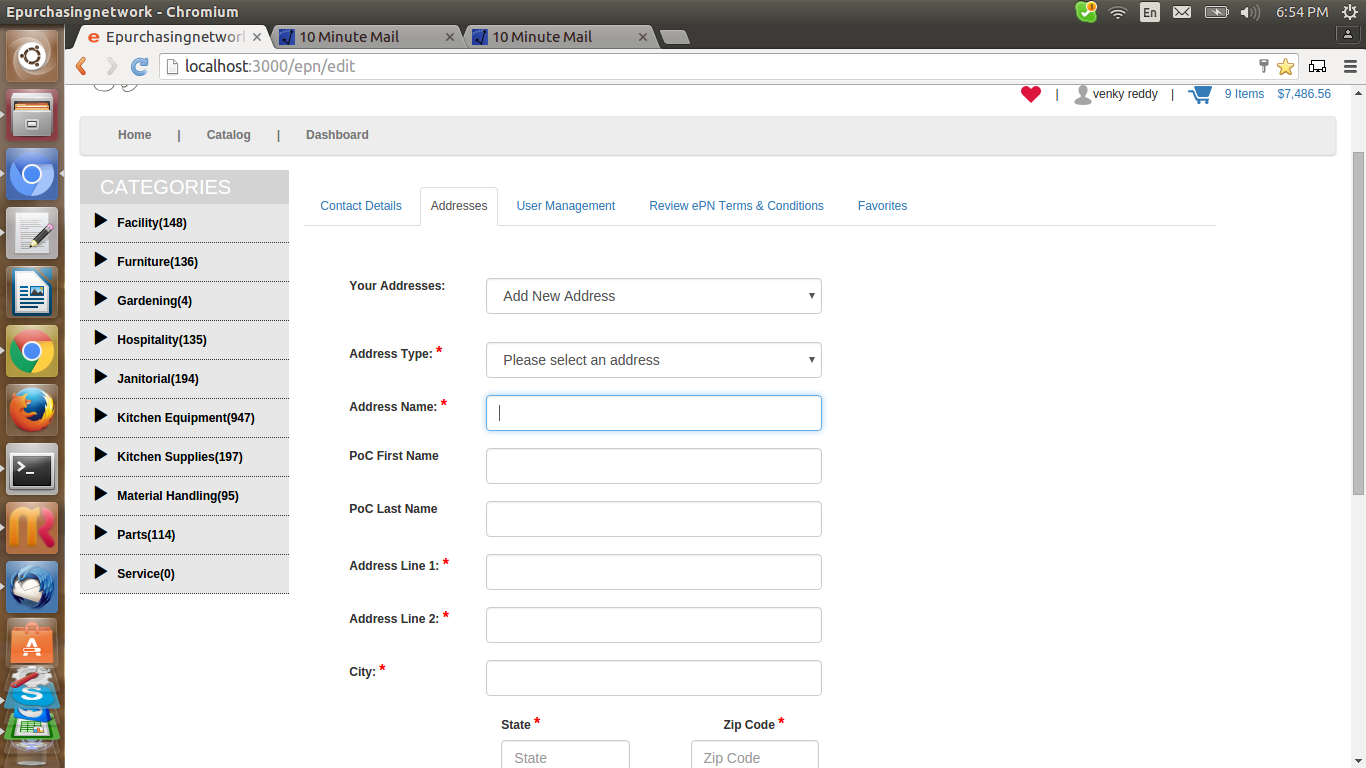 Epurchasingnetwork - Chromium
En
6:54 PM
Epurchasingnetwork
10 Minute Mail
10 Minute Mail
localhost:3000/epn/edit
| venky reddy | 9 Items $7,486.56
Home | Catalog | Dashboard
CATEGORIES
Facility(148)
Furniture(136)
Gardening(4)
Hospitality(135)
Janitorial(194)
Kitchen Equipment(947)
Kitchen Supplies(197)
Material Handling(95)
Parts(114)
Service(0)
Contact Details Addresses User Management Review ePN Terms & Conditions Favorites
Your Addresses: Add New Address
Address Type: * Please select an address
Address Name: *
PoC First Name
PoC Last Name
Address Line 1: *
Address Line 2: *
City: *
State * Zip Code *
State Zip Code